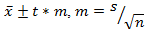 x̄ ± t * m, m = s/√n